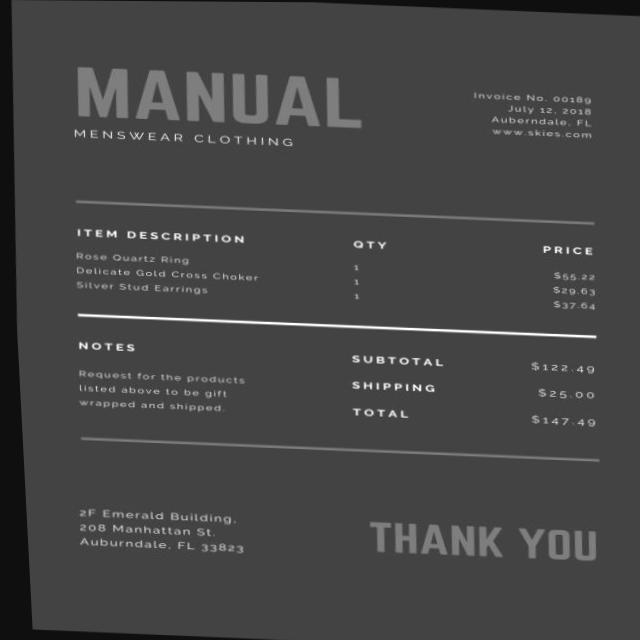 MANUAL
MENSWEAR CLOTHING
Invoice No. 00189
July 12, 2018
Auberndale, FL
www.skies.com
ITEM DESCRIPTION QTY PRICE
Rose Quartz Ring 1 $55.22
Delicate Gold Cross Choker 1 $29.63
Silver Stud Earrings 1 $37.64
NOTES
Request for the products
listed above to be gift
wrapped and shipped.
SUBTOTAL $122.49
SHIPPING $25.00
TOTAL $147.49
2F Emerald Building,
208 Manhattan St.
Auburndale, FL 33823
THANK YOU